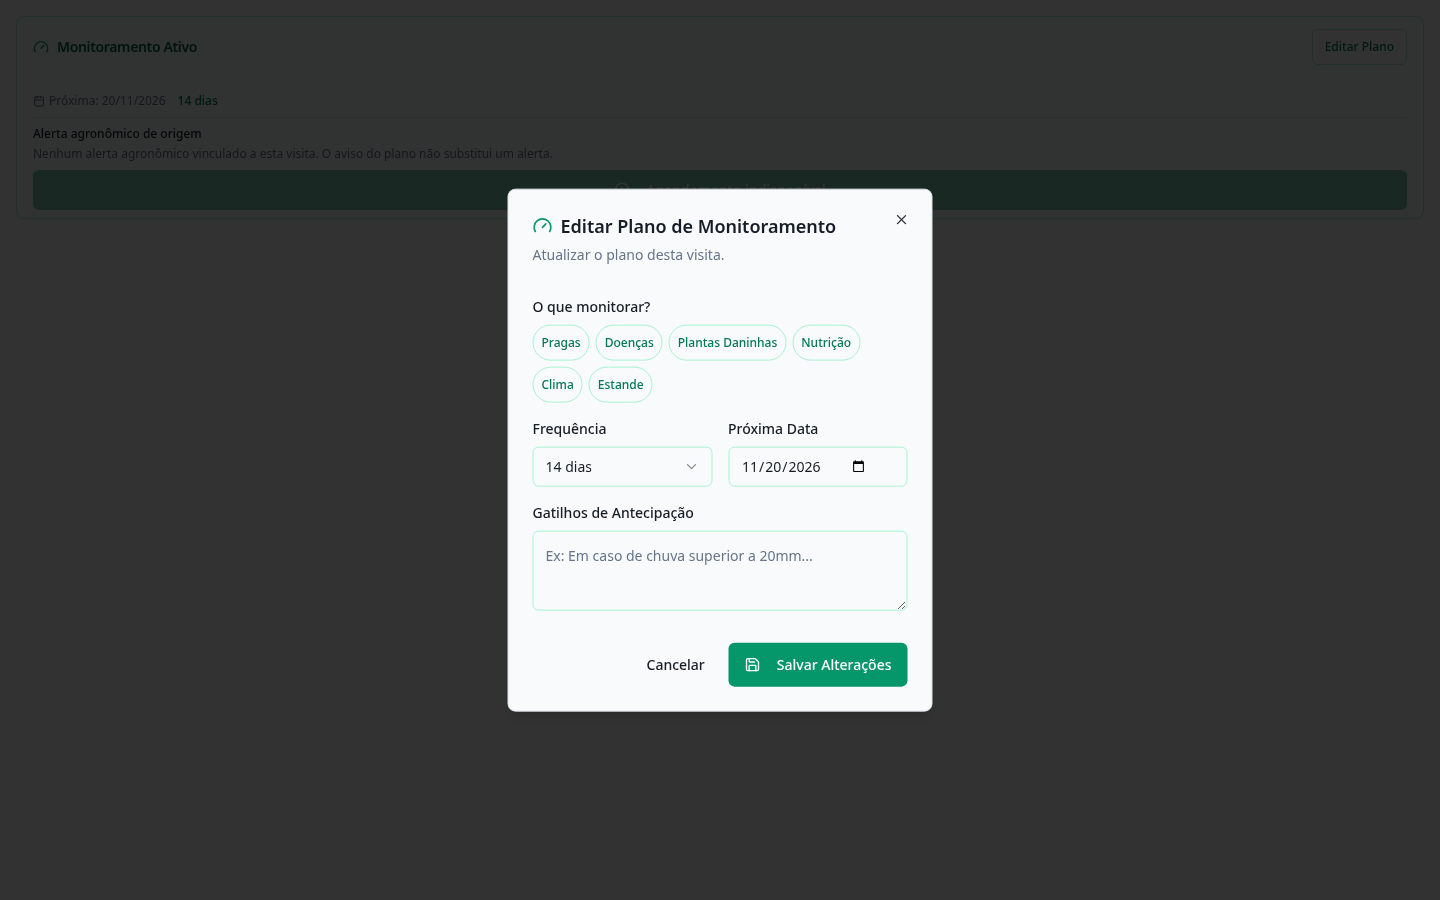 Monitoramento Ativo
Editar Plano
Próxima: 20/11/2026 14 dias
Alerta agronômico de origem
Nenhum alerta agronômico vinculado a esta visita. O aviso do plano não substitui um alerta.
Editar Plano de Monitoramento
Atualizar o plano desta visita.
O que monitorar?
Pragas Doenças Plantas Daninhas Nutrição
Clima Estande
Frequência Próxima Data
14 dias 11/20/2026
Gatilhos de Antecipação
Ex: Em caso de chuva superior a 20mm...
Cancelar Salvar Alterações